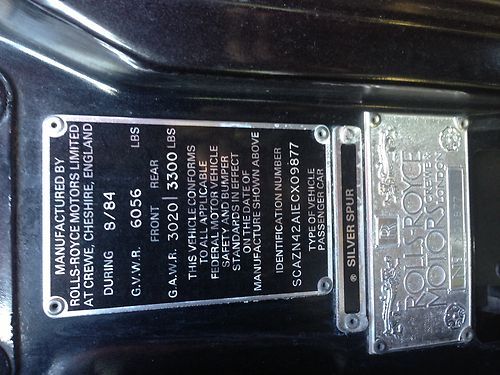 MANUFACTURED BY
ROLLS-ROYCE MOTORS LIMITED
AT CREWE, CHESHIRE, ENGLAND
DURING 8/84
G.V.W.R. 6056 LBS
FRONT REAR
G.A.W.R. 3020 3300 LBS
THIS VEHICLE CONFORMS
TO ALL APPLICABLE
FEDERAL MOTOR VEHICLE
SAFETY AND BUMPER
STANDARDS IN EFFECT
ON THE DATE OF
MANUFACTURE SHOWN ABOVE
IDENTIFICATION NUMBER
SCAZN42A1ECX09877
TYPE OF VEHICLE
PASSENGER CAR
® SILVER SPUR ®
R
ROLLS-ROYCE
MOTORS
CREWE
LONDON
No